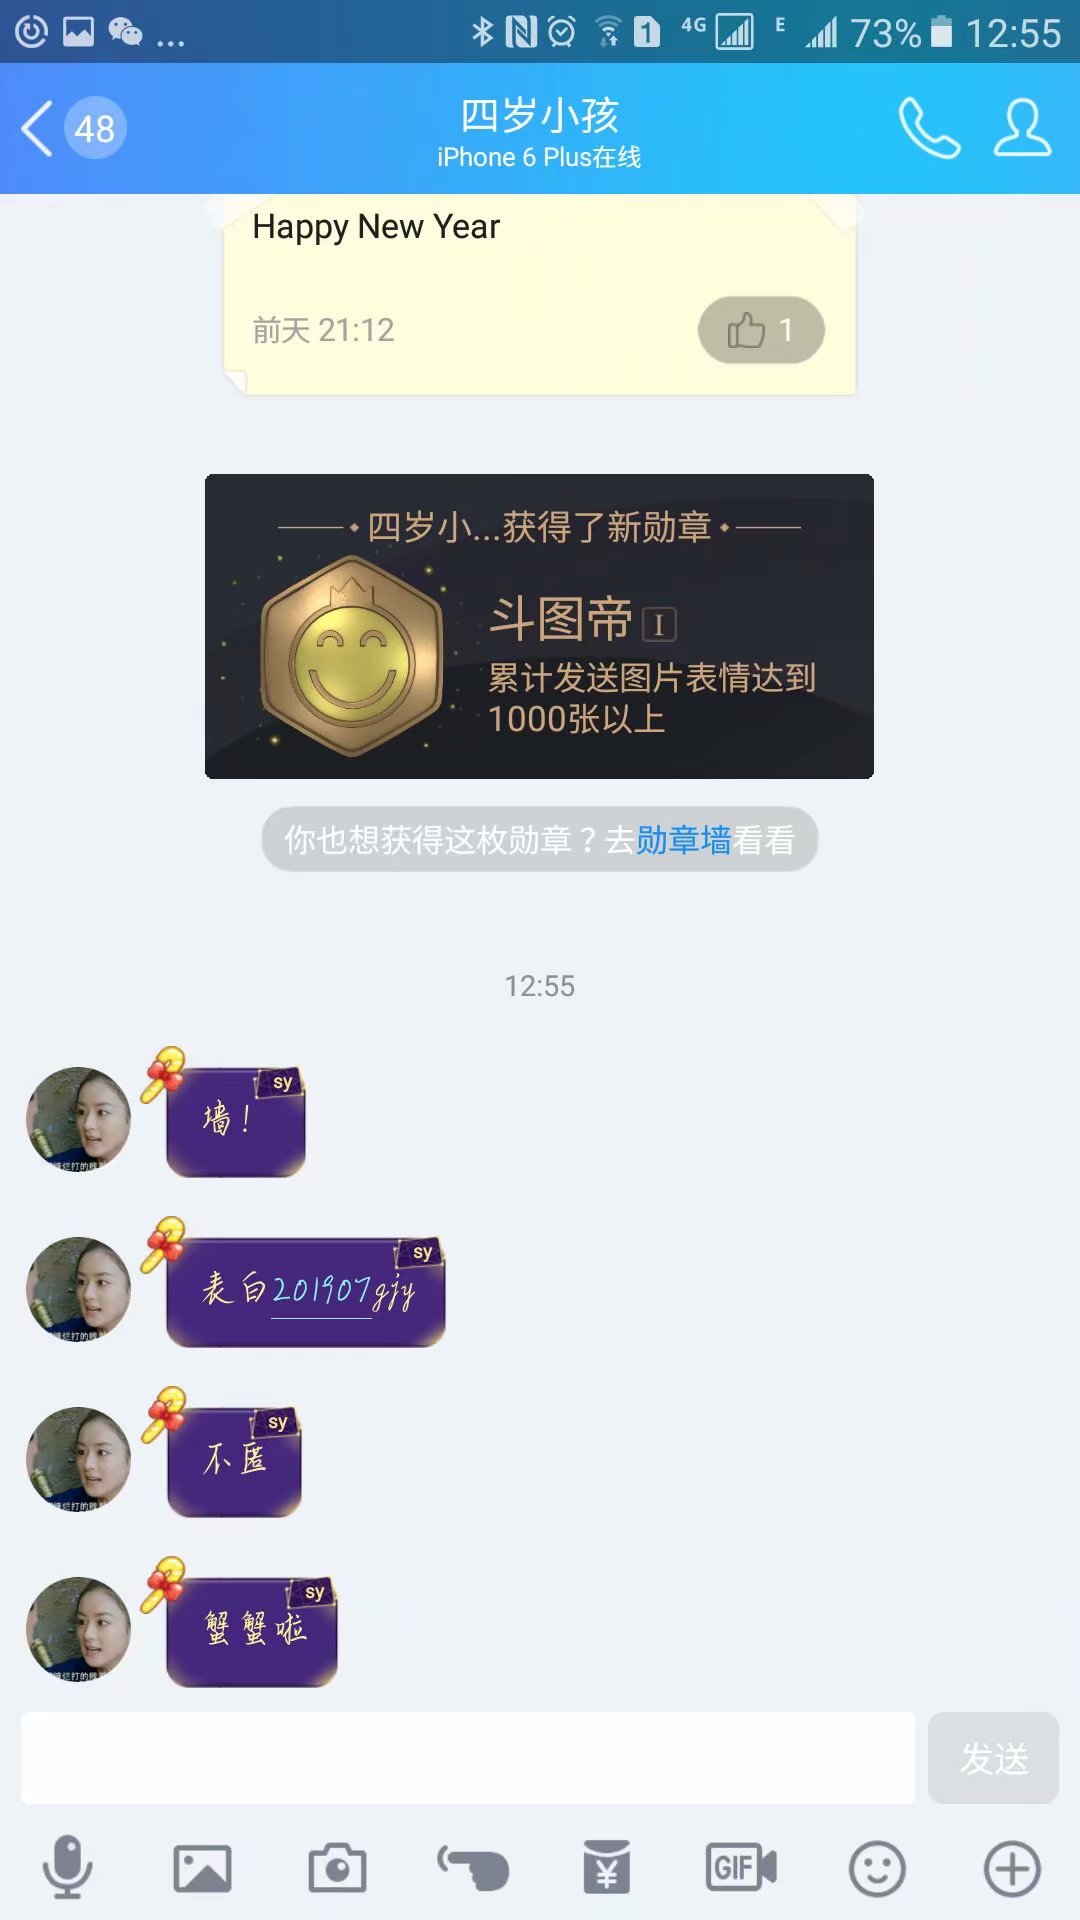 4G
1
E
73%
12:55
48
四岁小孩
iPhone 6 Plus在线
Happy New Year
前天 21:12
1
四岁小...获得了新勋章
斗图帝 I
累计发送图片表情达到
1000张以上
你也想获得这枚勋章？去勋章墙看看
12:55
sy
墙！
sy
表白201907gjy
sy
不匿
sy
蟹蟹啦
发送
GIF